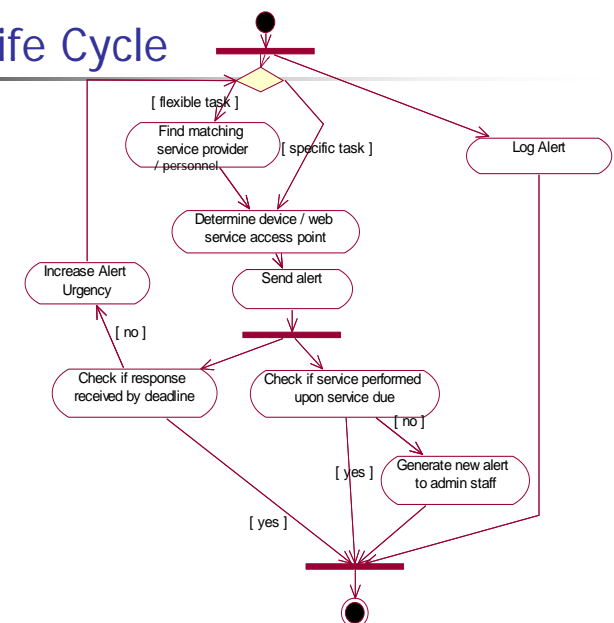 ife Cycle
[ flexible task ]
Find matching
service provider
/ personnel
[ specific task ]
Log Alert
Determine device / web
service access point
Increase Alert
Urgency
Send alert
[ no ]
Check if response
received by deadline
Check if service performed
upon service due
[ no ]
Generate new alert
to admin staff
[ yes ]
[ yes ]